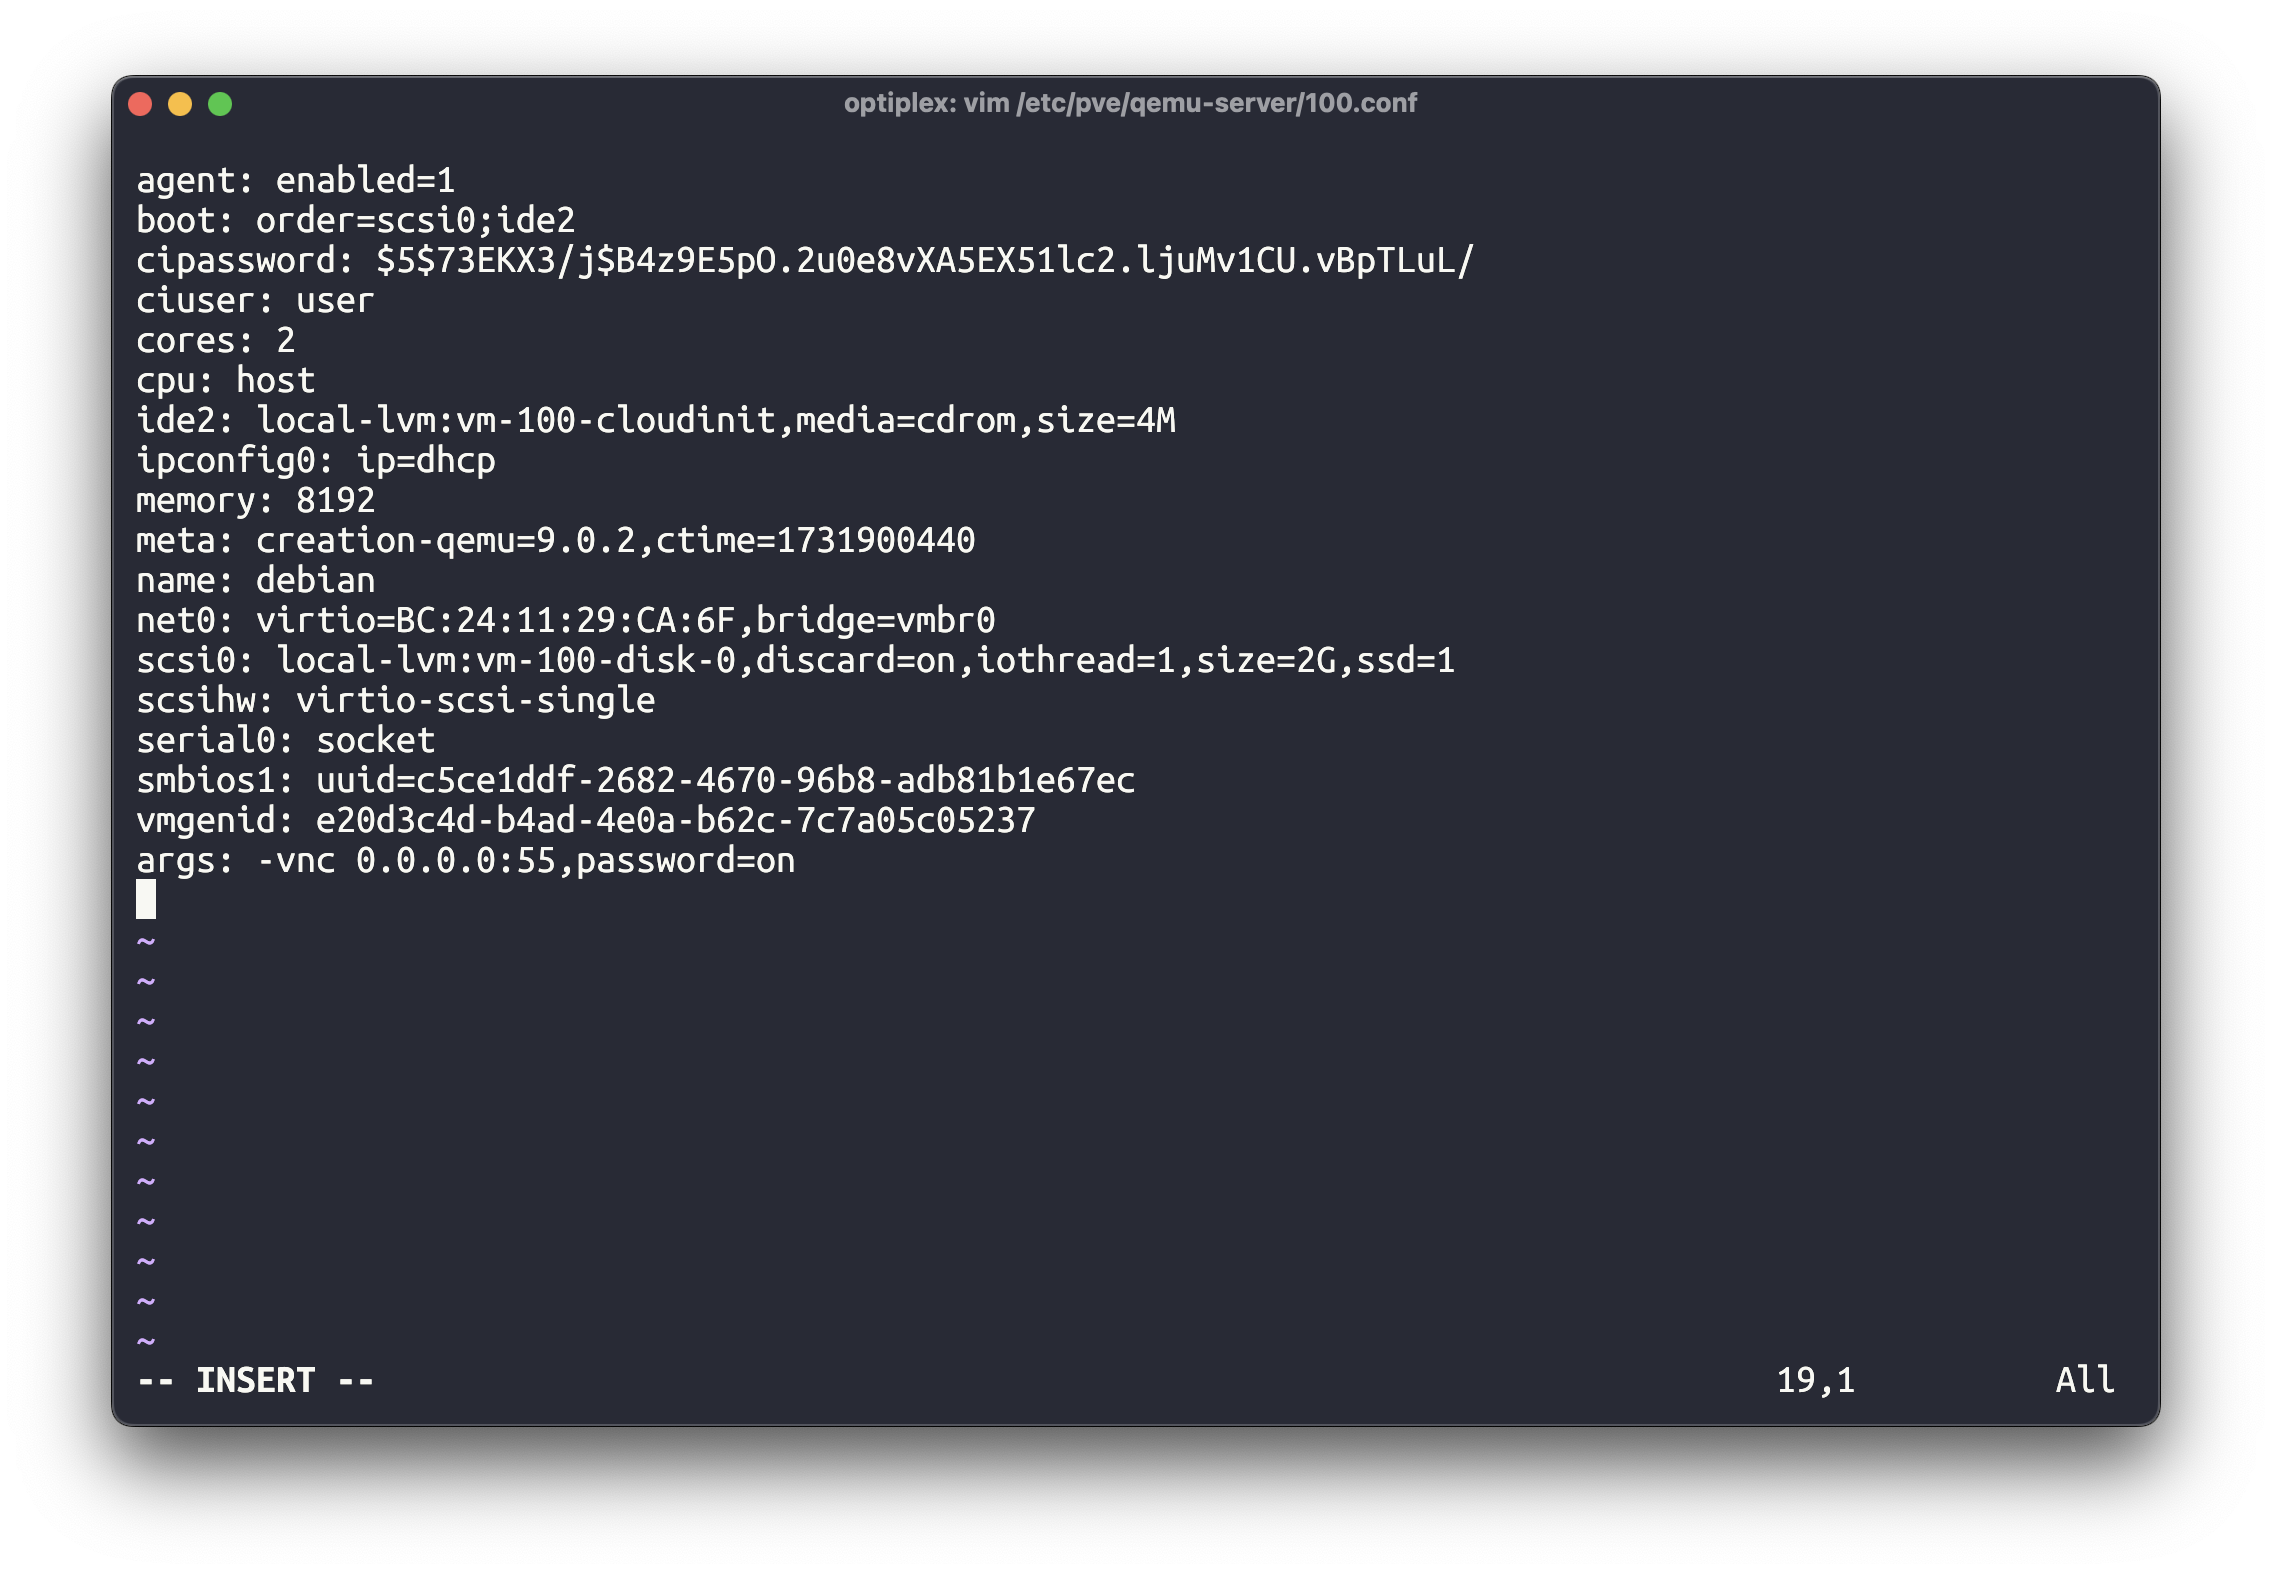 optiplex: vim /etc/pve/qemu-server/100.conf
agent: enabled=1
boot: order=scsi0;ide2
cipassword: $5$73EKX3/j$B4z9E5pO.2u0e8vXA5EX51lc2.ljuMv1CU.vBpTLuL/
ciuser: user
cores: 2
cpu: host
ide2: local-lvm:vm-100-cloudinit,media=cdrom,size=4M
ipconfig0: ip=dhcp
memory: 8192
meta: creation-qemu=9.0.2,ctime=1731900440
name: debian
net0: virtio=BC:24:11:29:CA:6F,bridge=vmbr0
scsi0: local-lvm:vm-100-disk-0,discard=on,iothread=1,size=2G,ssd=1
scsihw: virtio-scsi-single
serial0: socket
smbios1: uuid=c5ce1ddf-2682-4670-96b8-adb81b1e67ec
vmgenid: e20d3c4d-b4ad-4e0a-b62c-7c7a05c05237
args: -vnc 0.0.0.0:55,password=on
~
~
~
~
~
~
~
~
~
~
~
-- INSERT -- 19,1 All